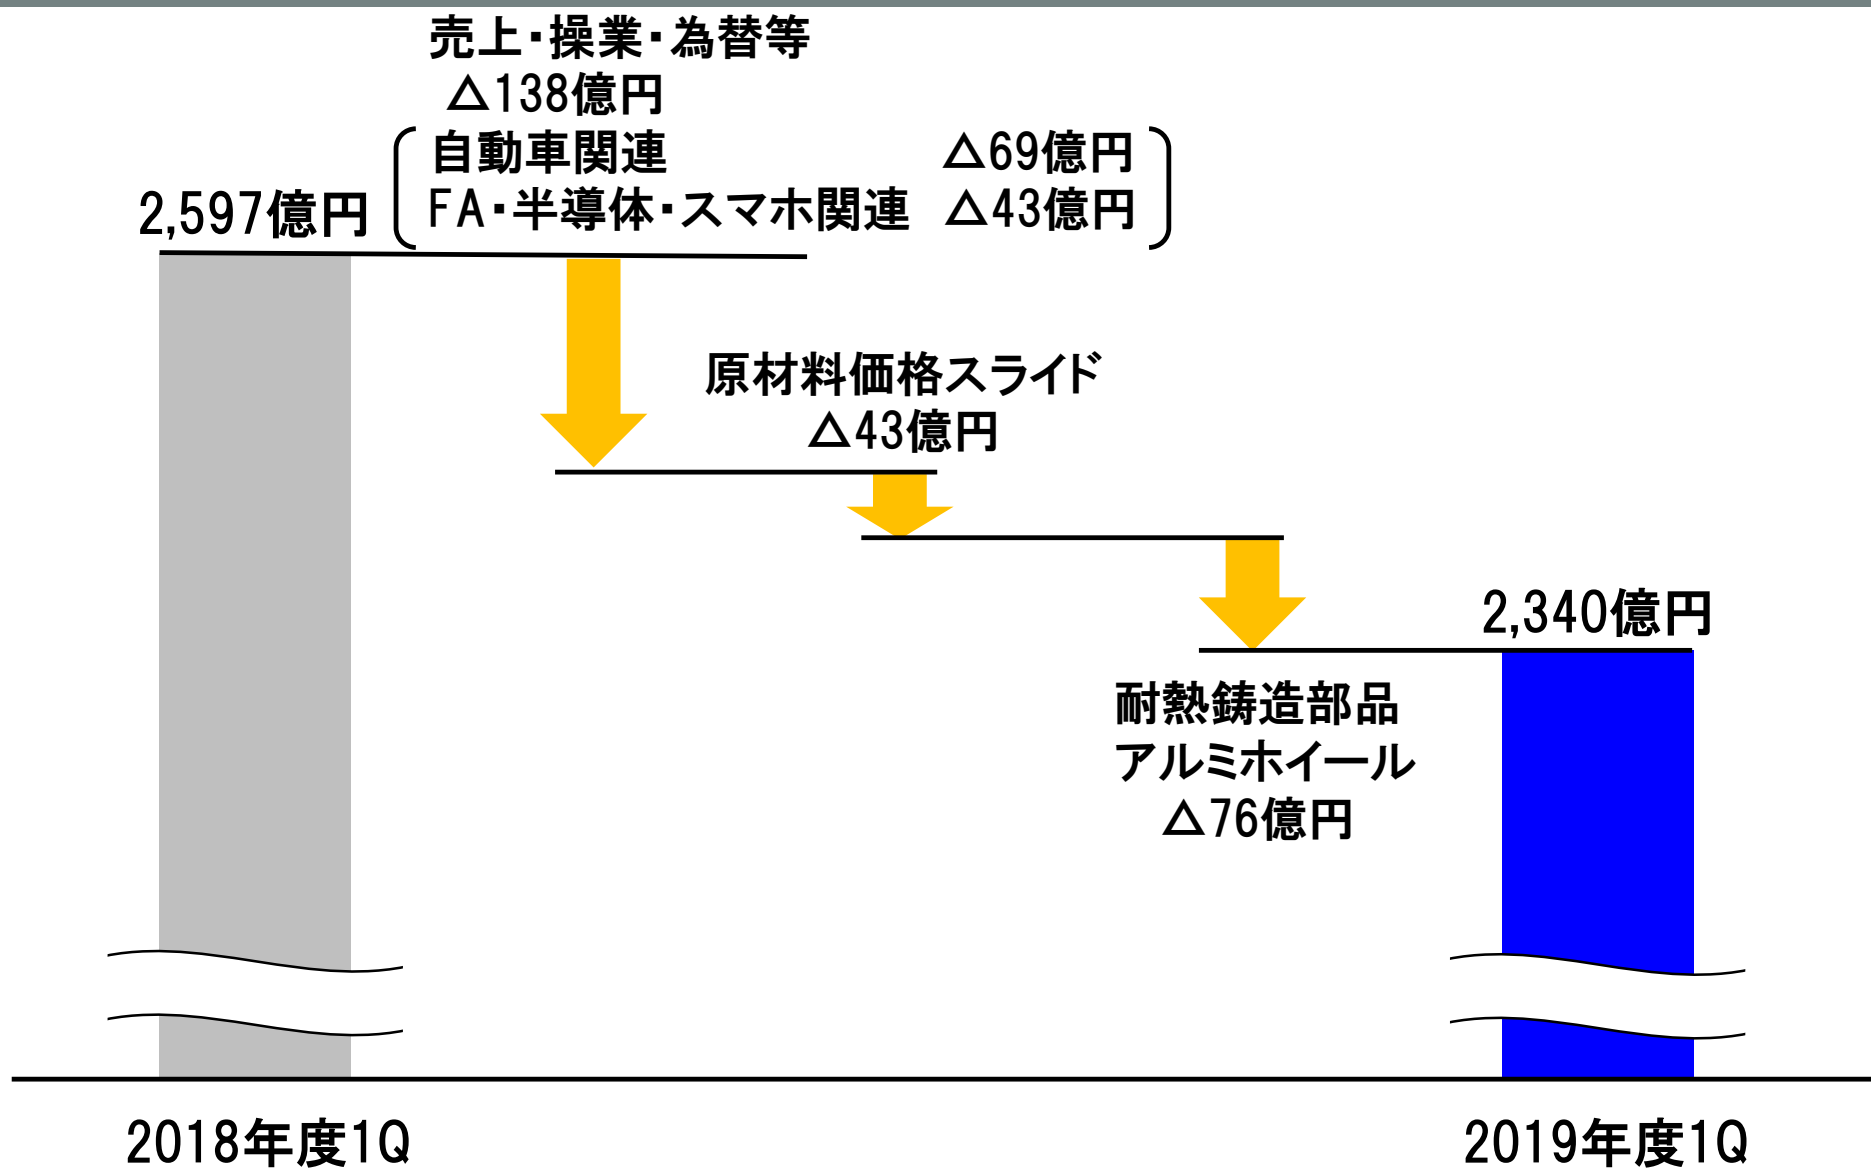 売上・操業・為替等
△138億円
自動車関連 △69億円
FA・半導体・スマホ関連 △43億円
2,597億円
原材料価格スライド
△43億円
2,340億円
耐熱鋳造部品
アルミホイール
△76億円
2018年度1Q
2019年度1Q